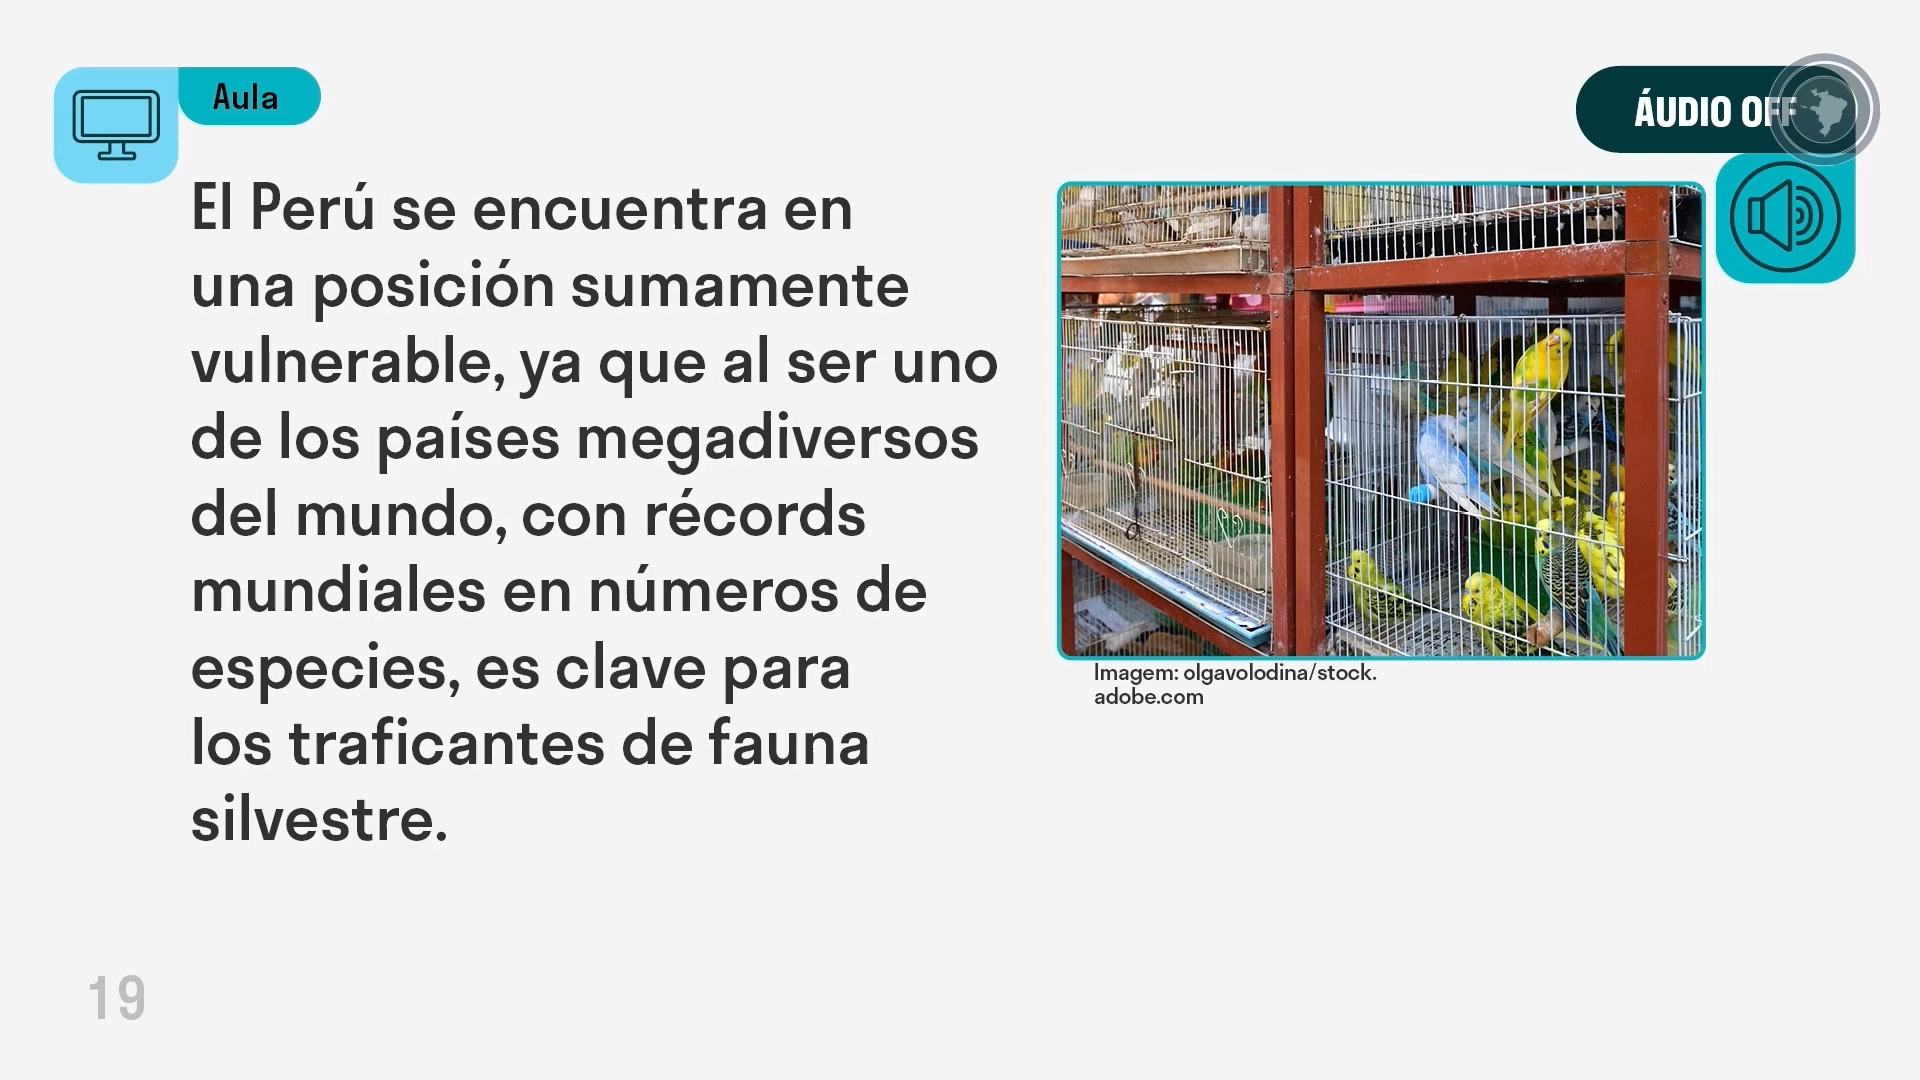 Aula
ÁUDIO OFF
El Perú se encuentra en
una posición sumamente
vulnerable, ya que al ser uno
de los países megadiversos
del mundo, con récords
mundiales en números de
especies, es clave para
los traficantes de fauna
silvestre.
Imagem: olgavolodina/stock.
adobe.com
19